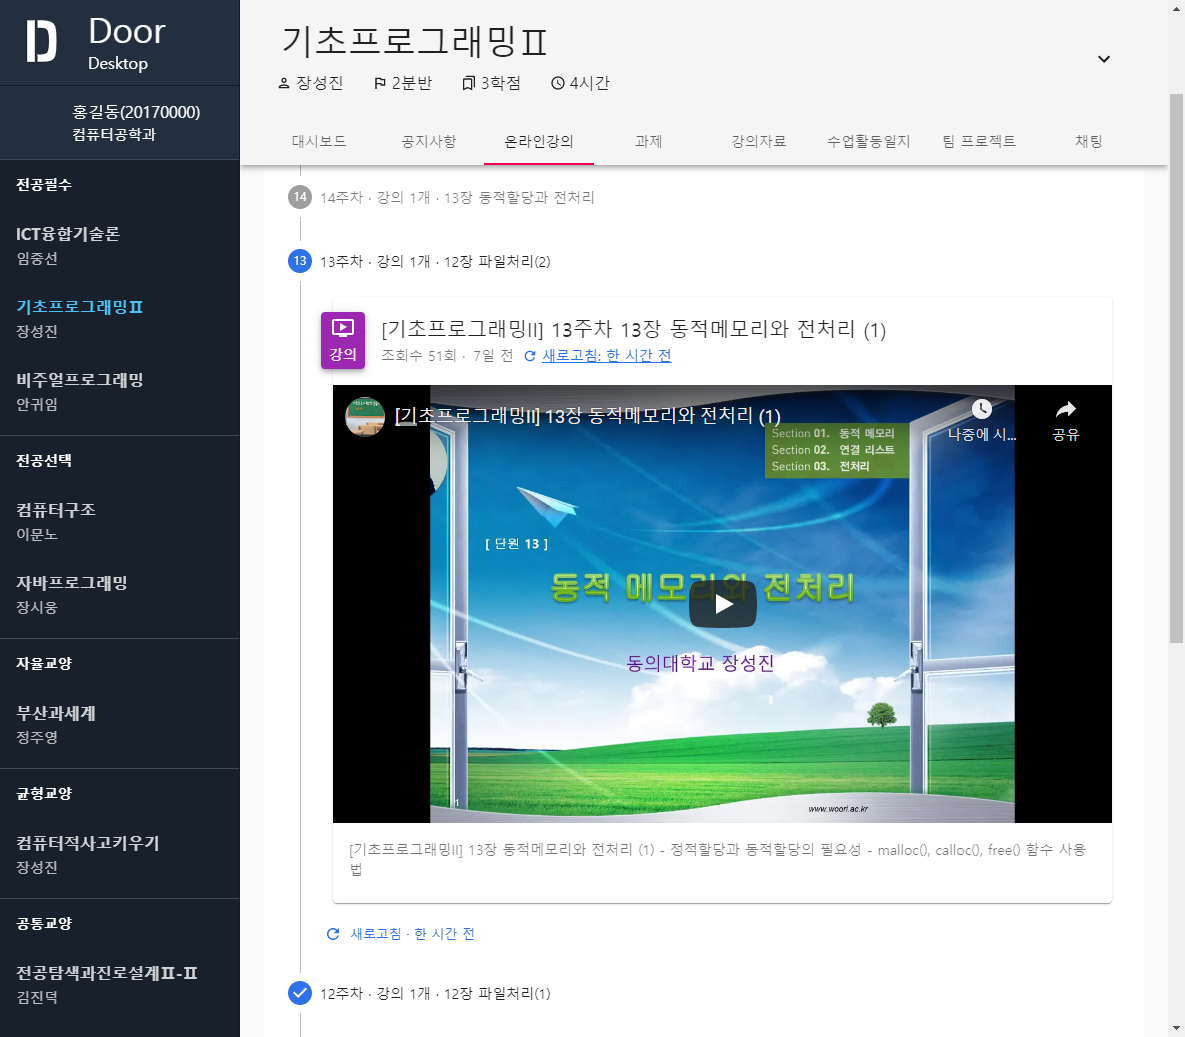 Door
Desktop
홍길동(20170000)
컴퓨터공학과
전공필수
ICT융합기술론
임중선
기초프로그래밍Ⅱ
장성진
비주얼프로그래밍
안귀임
전공선택
컴퓨터구조
이문노
자바프로그래밍
장시웅
자율교양
부산과세계
정주영
균형교양
컴퓨터적사고키우기
장성진
공통교양
전공탐색과진로설계Ⅱ-Ⅱ
김진덕
기초프로그래밍Ⅱ
장성진 2분반 3학점 4시간
대시보드 공지사항 온라인강의 과제 강의자료 수업활동일지 팀 프로젝트 채팅
14 14주차 · 강의 1개 · 13장 동적할당과 전처리
13 13주차 · 강의 1개 · 12장 파일처리(2)
강의
[기초프로그래밍II] 13주차 13장 동적메모리와 전처리 (1)
조회수 51회 · 7일 전 새로고침: 한 시간 전
[기초프로그래밍II] 13장 동적메모리와 전처리 (1)
나중에 시...
공유
Section 01. 동적 메모리
Section 02. 연결 리스트
Section 03. 전처리
[ 단원 13 ]
동적 메모리와 전처리
동의대학교 장성진
1
www.woori.ac.kr
[기초프로그래밍II] 13장 동적메모리와 전처리 (1) - 정적할당과 동적할당의 필요성 - malloc(), calloc(), free() 함수 사용
법
새로고침 · 한 시간 전
12주차 · 강의 1개 · 12장 파일처리(1)